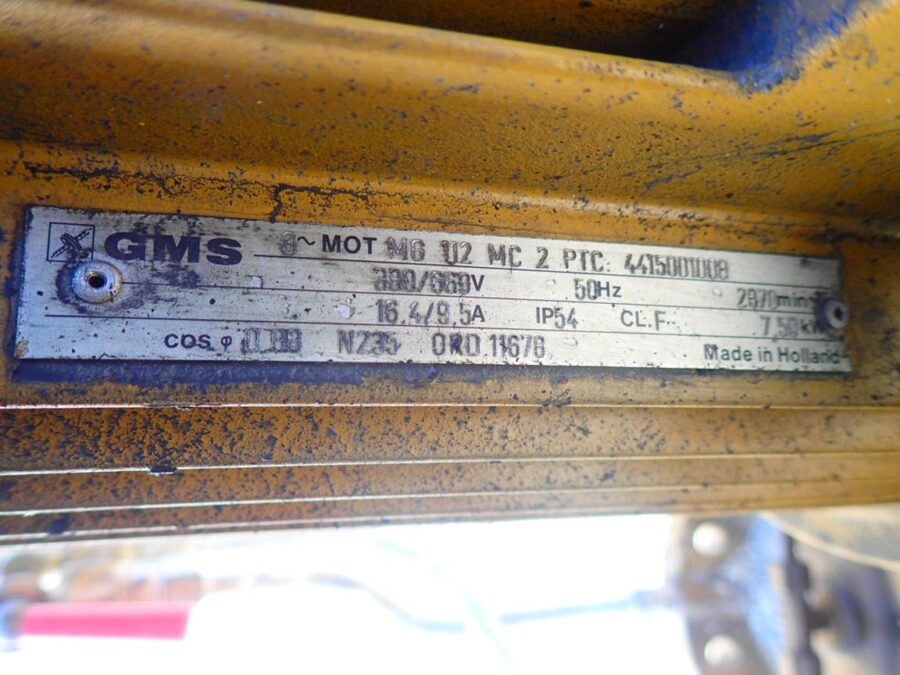 GMS 3~ MOT MG 112 MC 2 PTC: 4415001008
380/660V 50Hz 2870min
16.4/9.5A IP54 CL.F. 7.50kW
COS φ 0.88 N235 ORD 11678
Made in Holland